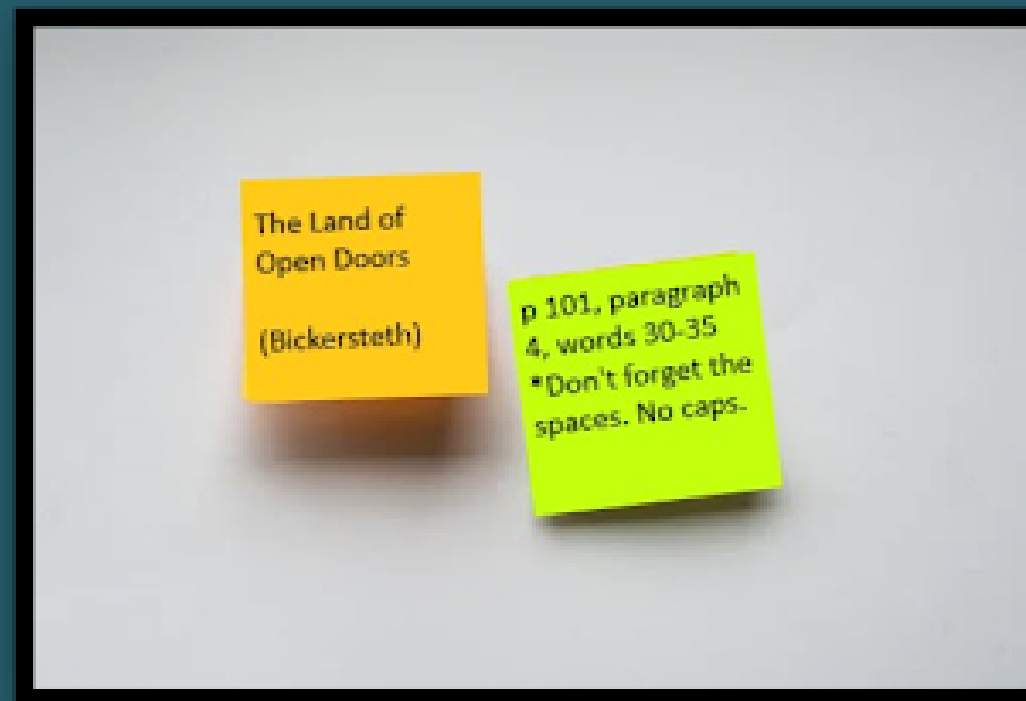 The Land of
Open Doors
(Bickersteth)
p 101, paragraph
4, words 30-35
*Don't forget the
spaces. No caps.